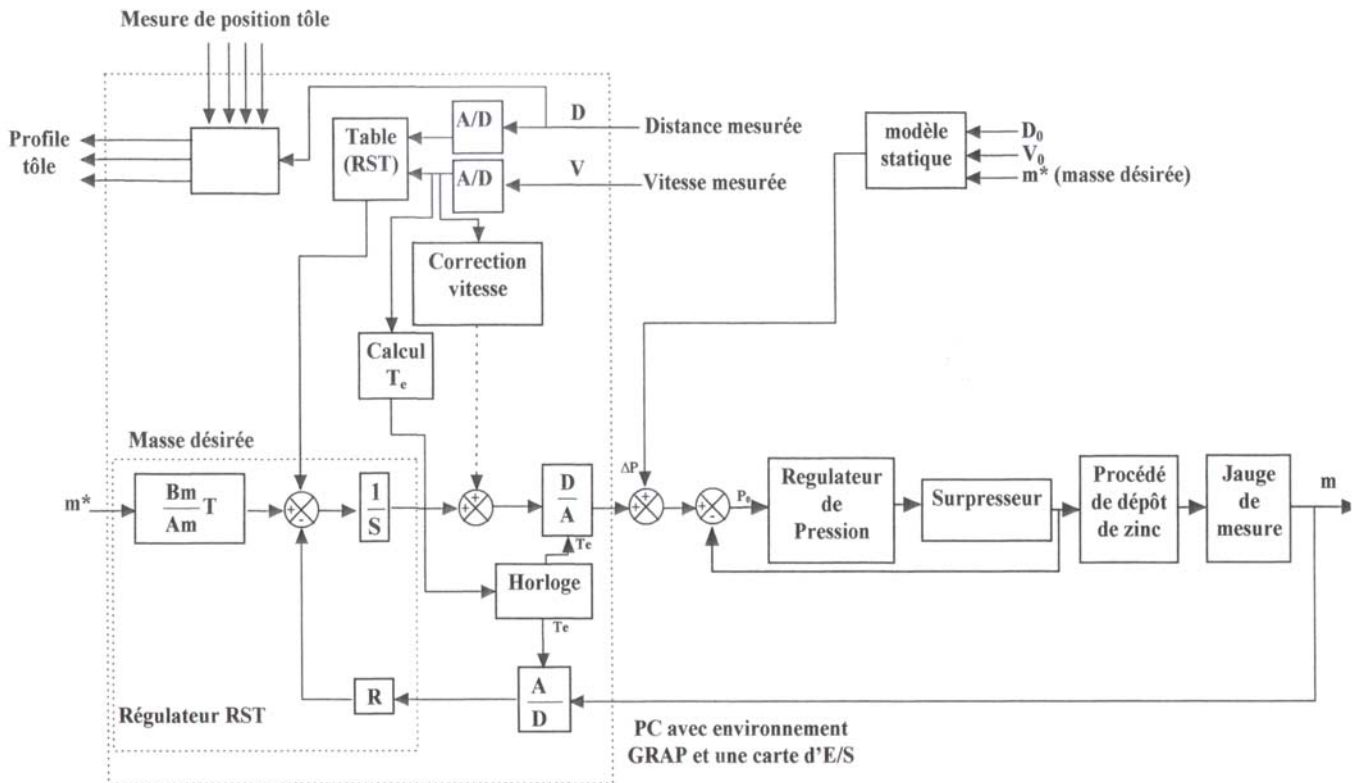 Mesure de position tôle
Profile
tôle
Table
(RST)
A/D
D
Distance mesurée
A/D
V
Vitesse mesurée
modèle
statique
D₀
V₀
m* (masse désirée)
Correction
vitesse
Calcul
Tₑ
Masse désirée
m*
Bm
Am
T
+
-
1
S
+
+
D
A
ΔP
+
+
+
-
P₀
Regulateur
de
Pression
Surpresseur
Procédé
de dépôt
de zinc
Jauge
de
mesure
m
Te
Horloge
Te
R
A
D
Régulateur RST
PC avec environnement
GRAP et une carte d'E/S